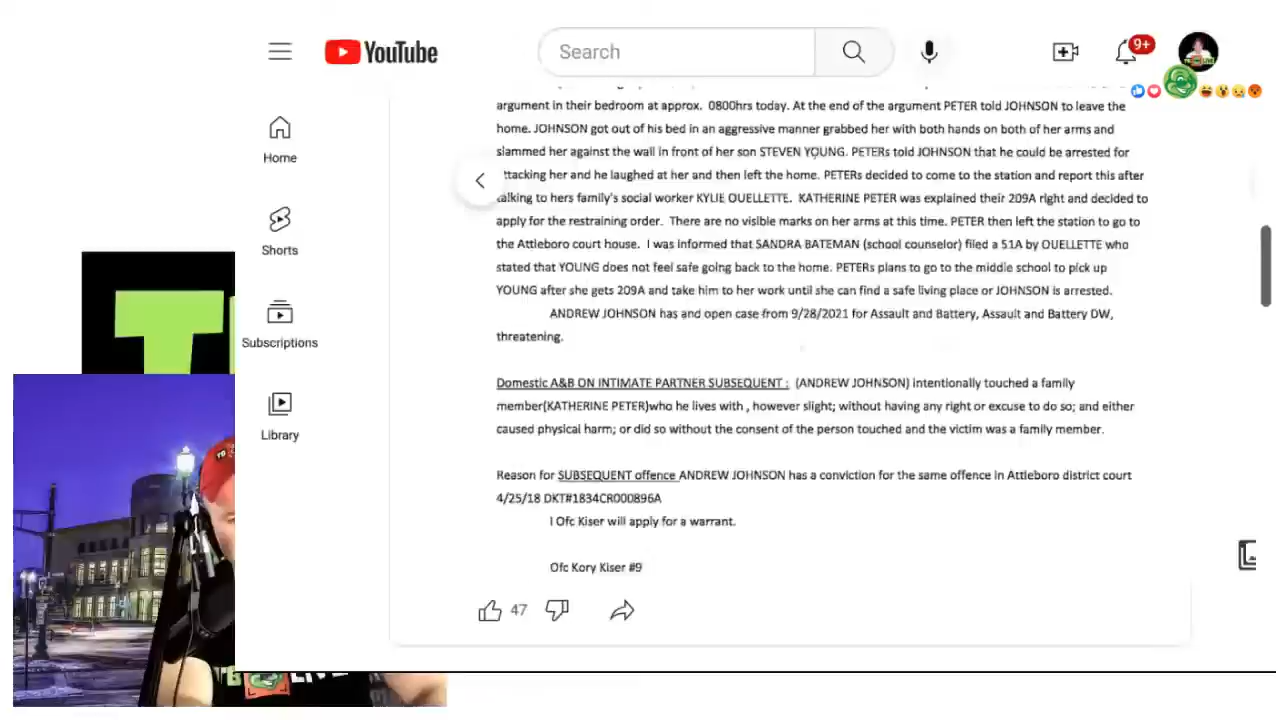 YouTube
Search
9+
Home
Shorts
Subscriptions
Library
argument in their bedroom at approx. 0800hrs today. At the end of the argument PETER told JOHNSON to leave the
home. JOHNSON got out of his bed in an aggressive manner grabbed her with both hands on both of her arms and
slammed her against the wall in front of her son STEVEN YOUNG. PETERs told JOHNSON that he could be arrested for
ttacking her and he laughed at her and then left the home. PETERs decided to come to the station and report this after
alking to hers family's social worker KYLIE OUELLETTE. KATHERINE PETER was explained their 209A right and decided to
apply for the restraining order. There are no visible marks on her arms at this time. PETER then left the station to go to
the Attleboro court house. I was informed that SANDRA BATEMAN (school counselor) filed a 51A by OUELLETTE who
stated that YOUNG does not feel safe going back to the home. PETERs plans to go to the middle school to pick up
YOUNG after she gets 209A and take him to her work until she can find a safe living place or JOHNSON is arrested.
ANDREW JOHNSON has and open case from 9/28/2021 for Assault and Battery, Assault and Battery DW,
threatening.
Domestic A&B ON INTIMATE PARTNER SUBSEQUENT : (ANDREW JOHNSON) intentionally touched a family
member(KATHERINE PETER)who he lives with , however slight; without having any right or excuse to do so; and either
caused physical harm; or did so without the consent of the person touched and the victim was a family member.
Reason for SUBSEQUENT offence ANDREW JOHNSON has a conviction for the same offence in Attleboro district court
4/25/18 DKT#1834CR000896A
I Ofc Kiser will apply for a warrant.
Ofc Kory Kiser #9
47